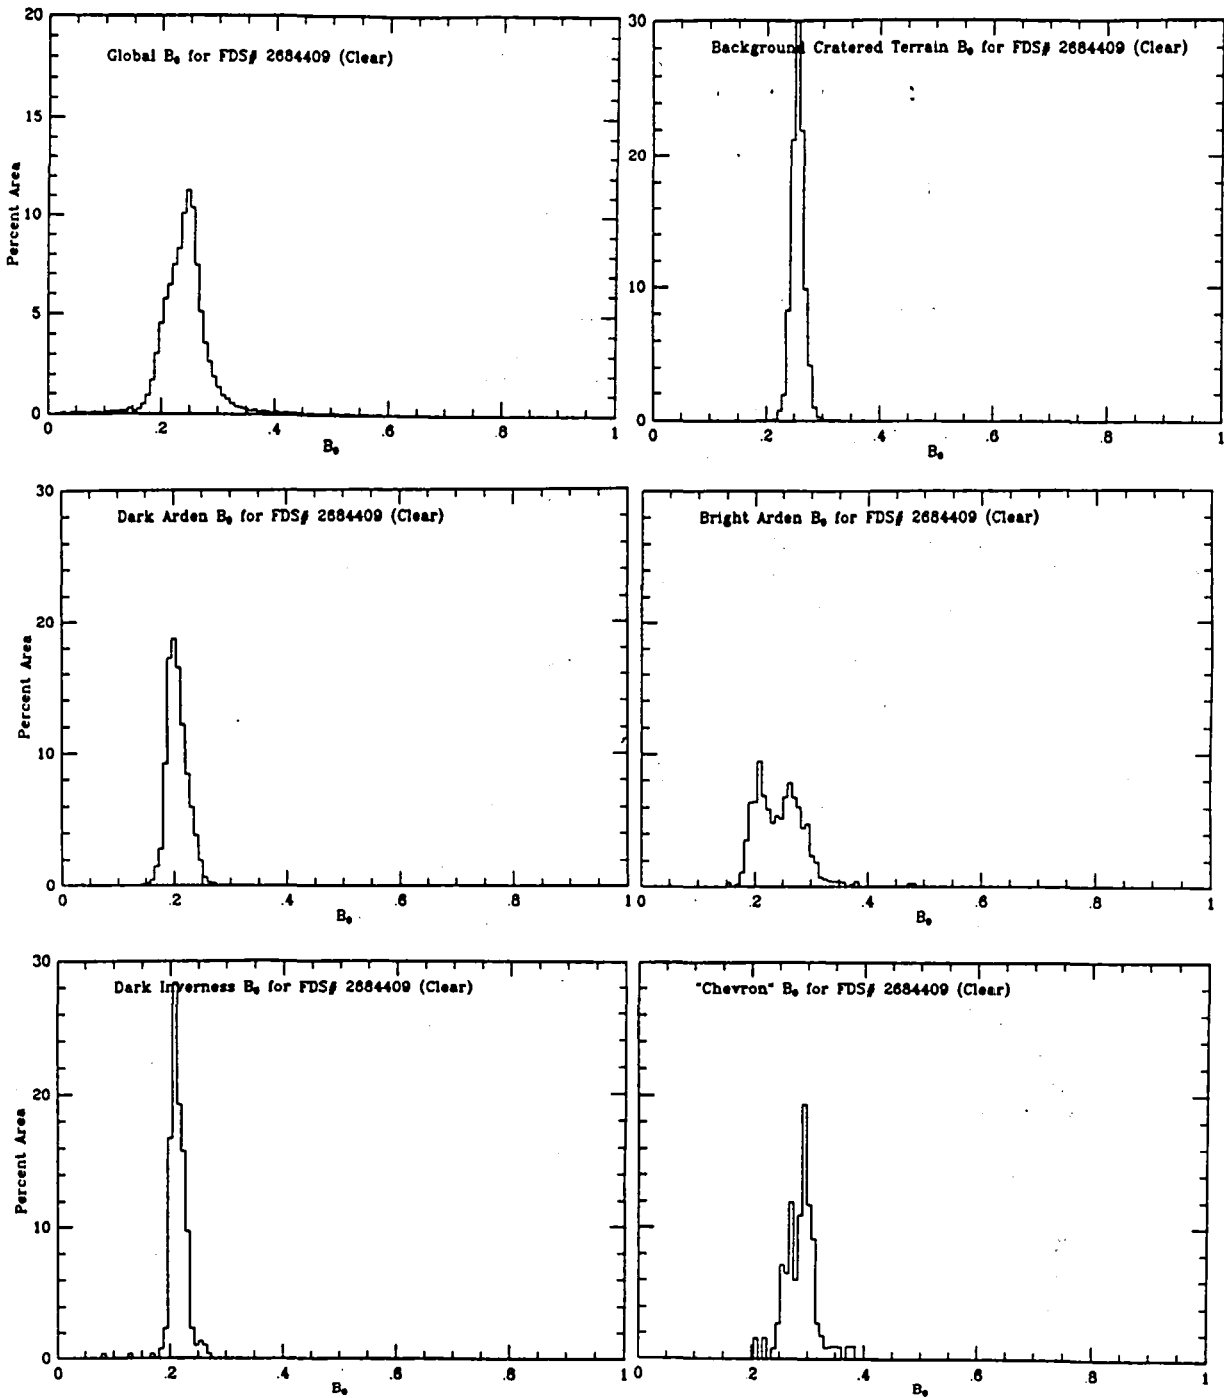 20
15
10
5
0
Percent Area
Global B₀ for FDS# 2684409 (Clear)
0 .2 .4 .6 .8 1
B₀
30
20
10
0
Background Cratered Terrain B₀ for FDS# 2684409 (Clear)
0 .2 .4 .6 .8 1
B₀
30
20
10
0
Percent Area
Dark Arden B₀ for FDS# 2684409 (Clear)
0 .2 .4 .6 .8 1
B₀
Bright Arden B₀ for FDS# 2684409 (Clear)
0 .2 .4 .6 .8 1
B₀
30
20
10
0
Percent Area
Dark Inverness B₀ for FDS# 2684409 (Clear)
0 .2 .4 .6 .8 1
B₀
"Chevron" B₀ for FDS# 2684409 (Clear)
0 .2 .4 .6 .8 1
B₀